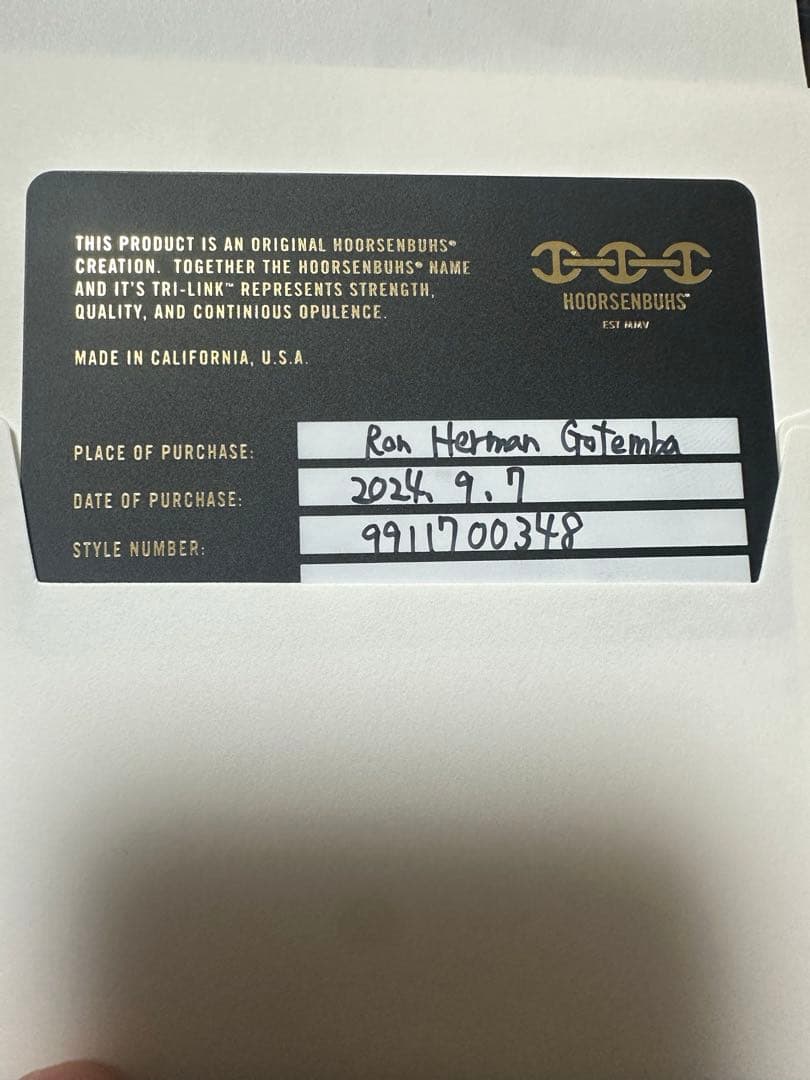 THIS PRODUCT IS AN ORIGINAL HOORSENBUHS®
CREATION. TOGETHER THE HOORSENBUHS® NAME
AND IT'S TRI-LINK™ REPRESENTS STRENGTH,
QUALITY, AND CONTINIOUS OPULENCE.
MADE IN CALIFORNIA, U.S.A.
HOORSENBUHS™
EST MMV
PLACE OF PURCHASE: Ron Herman Gotemba
DATE OF PURCHASE: 2024. 9. 7
STYLE NUMBER: 9911700348